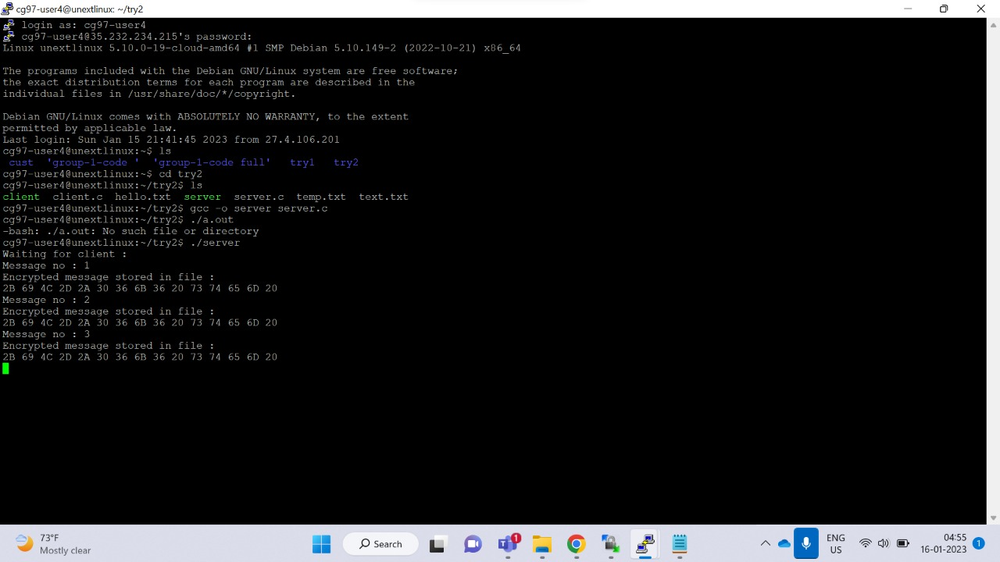 cg97-user4@unextlinux: ~/try2
login as: cg97-user4
cg97-user4@35.232.234.215's password:
Linux unextlinux 5.10.0-19-cloud-amd64 #1 SMP Debian 5.10.149-2 (2022-10-21) x86_64
The programs included with the Debian GNU/Linux system are free software;
the exact distribution terms for each program are described in the
individual files in /usr/share/doc/*/copyright.
Debian GNU/Linux comes with ABSOLUTELY NO WARRANTY, to the extent
permitted by applicable law.
Last login: Sun Jan 15 21:41:45 2023 from 27.4.106.201
cg97-user4@unextlinux:~$ ls
cust 'group-1-code ' 'group-1-code full' try1 try2
cg97-user4@unextlinux:~$ cd try2
cg97-user4@unextlinux:~/try2$ ls
client client.c hello.txt server server.c temp.txt text.txt
cg97-user4@unextlinux:~/try2$ gcc -o server server.c
cg97-user4@unextlinux:~/try2$ ./a.out
-bash: ./a.out: No such file or directory
cg97-user4@unextlinux:~/try2$ ./server
Waiting for client :
Message no : 1
Encrypted message stored in file :
2B 69 4C 2D 2A 30 36 6B 36 20 73 74 65 6D 20
Message no : 2
Encrypted message stored in file :
2B 69 4C 2D 2A 30 36 6B 36 20 73 74 65 6D 20
Message no : 3
Encrypted message stored in file :
2B 69 4C 2D 2A 30 36 6B 36 20 73 74 65 6D 20
73°F
Mostly clear
Search
1
ENG
US
04:55
16-01-2023
1